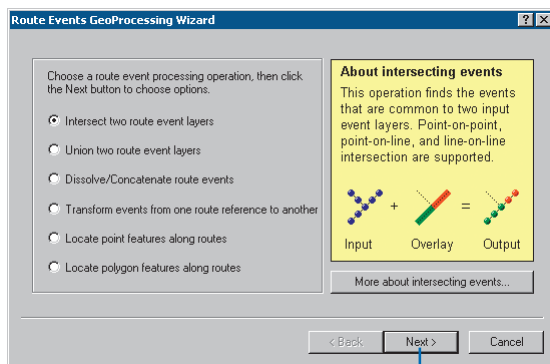 Route Events GeoProcessing Wizard
Choose a route event processing operation, then click
the Next button to choose options.
Intersect two route event layers
Union two route event layers
Dissolve/Concatenate route events
Transform events from one route reference to another
Locate point features along routes
Locate polygon features along routes
About intersecting events
This operation finds the events
that are common to two input
event layers. Point-on-point,
point-on-line, and line-on-line
intersection are supported.
+ =
Input Overlay Output
More about intersecting events...
< Back Next > Cancel